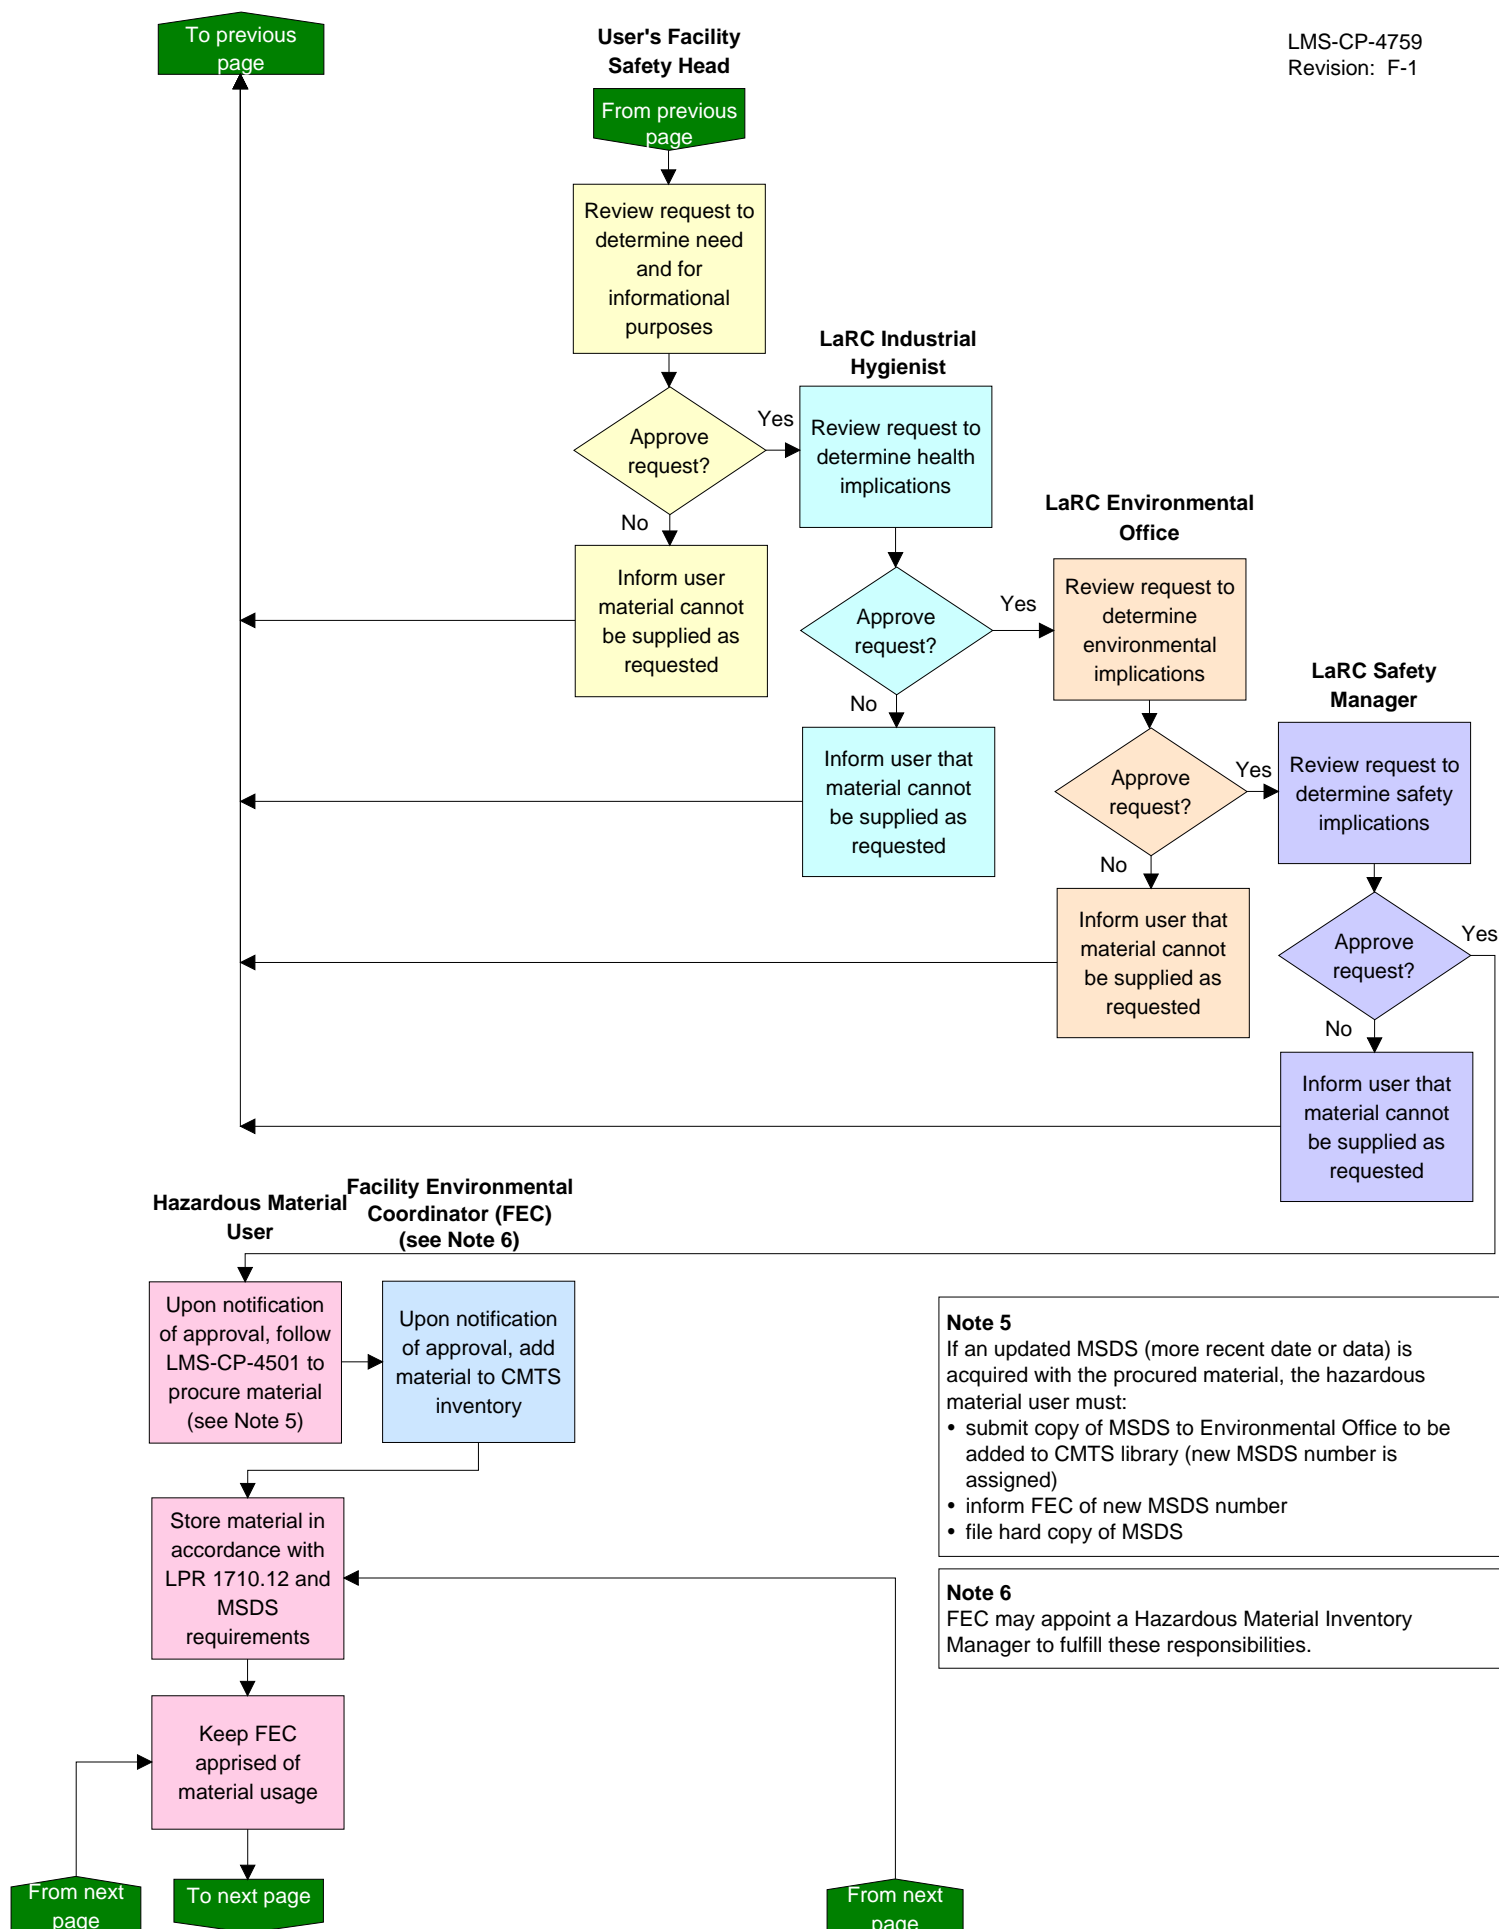 To previous
page
User's Facility
Safety Head
LMS-CP-4759
Revision: F-1
From previous
page
Review request to
determine need
and for
informational
purposes
LaRC Industrial
Hygienist
Approve
request?
Yes
Review request to
determine health
implications
No
LaRC Environmental
Office
Inform user
material cannot
be supplied as
requested
Approve
request?
Yes
Review request to
determine
environmental
implications
No
LaRC Safety
Manager
Inform user that
material cannot
be supplied as
requested
Approve
request?
Yes
Review request to
determine safety
implications
No
Inform user that
material cannot
be supplied as
requested
Approve
request?
Yes
No
Inform user that
material cannot
be supplied as
requested
Hazardous Material
User
Facility Environmental
Coordinator (FEC)
(see Note 6)
Upon notification
of approval, follow
LMS-CP-4501 to
procure material
(see Note 5)
Upon notification
of approval, add
material to CMTS
inventory
Note 5
If an updated MSDS (more recent date or data) is
acquired with the procured material, the hazardous
material user must:
• submit copy of MSDS to Environmental Office to be
added to CMTS library (new MSDS number is
assigned)
• inform FEC of new MSDS number
• file hard copy of MSDS
Store material in
accordance with
LPR 1710.12 and
MSDS
requirements
Note 6
FEC may appoint a Hazardous Material Inventory
Manager to fulfill these responsibilities.
Keep FEC
apprised of
material usage
From next
page
To next page
From next
page